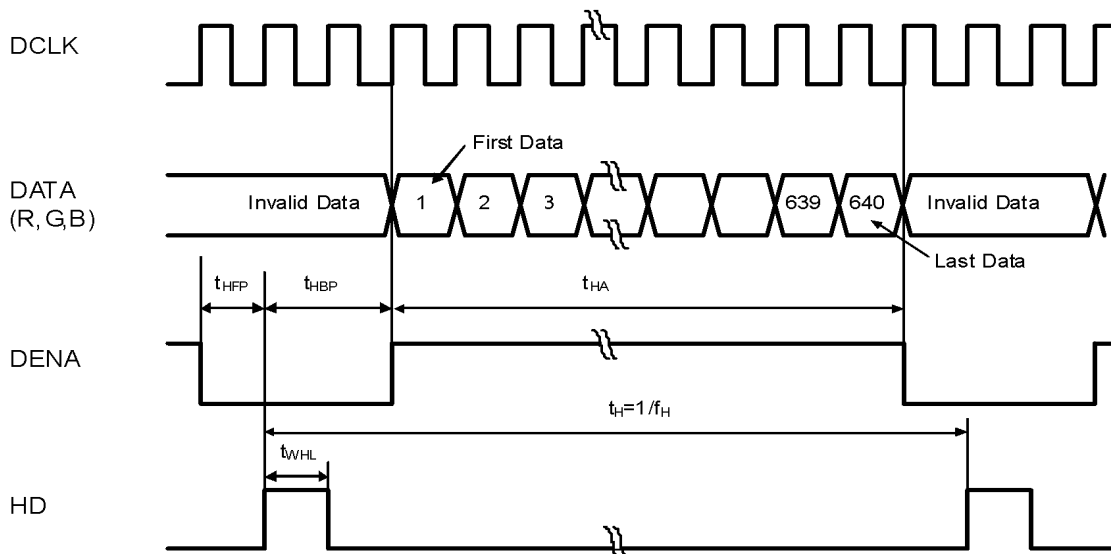 DCLK
First Data
DATA
(R, G,B)
Invalid Data 1 2 3 639 640 Invalid Data
Last Data
tHFP tHBP tHA
DENA
tH=1/fH
tWHL
HD